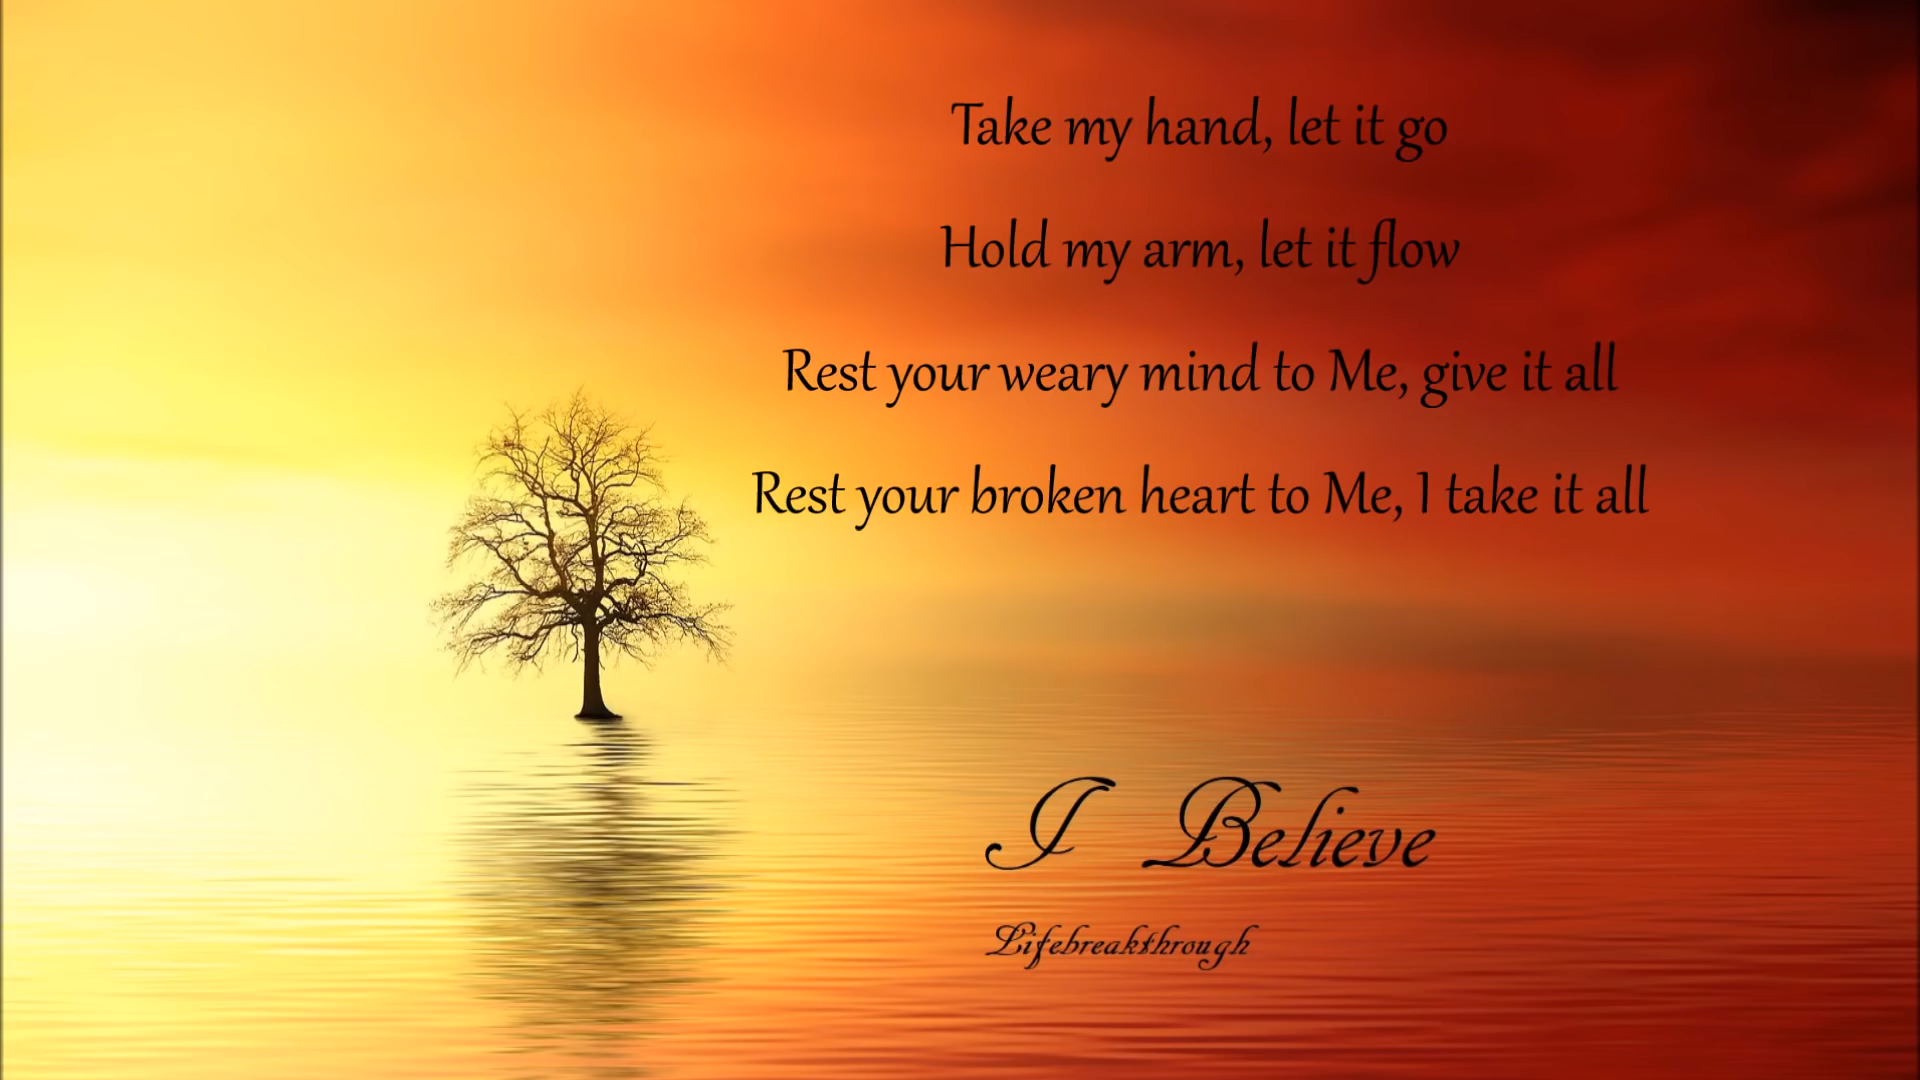 Take my hand, let it go
Hold my arm, let it flow
Rest your weary mind to Me, give it all
Rest your broken heart to Me, I take it all
I Believe
Lifebreakthrough